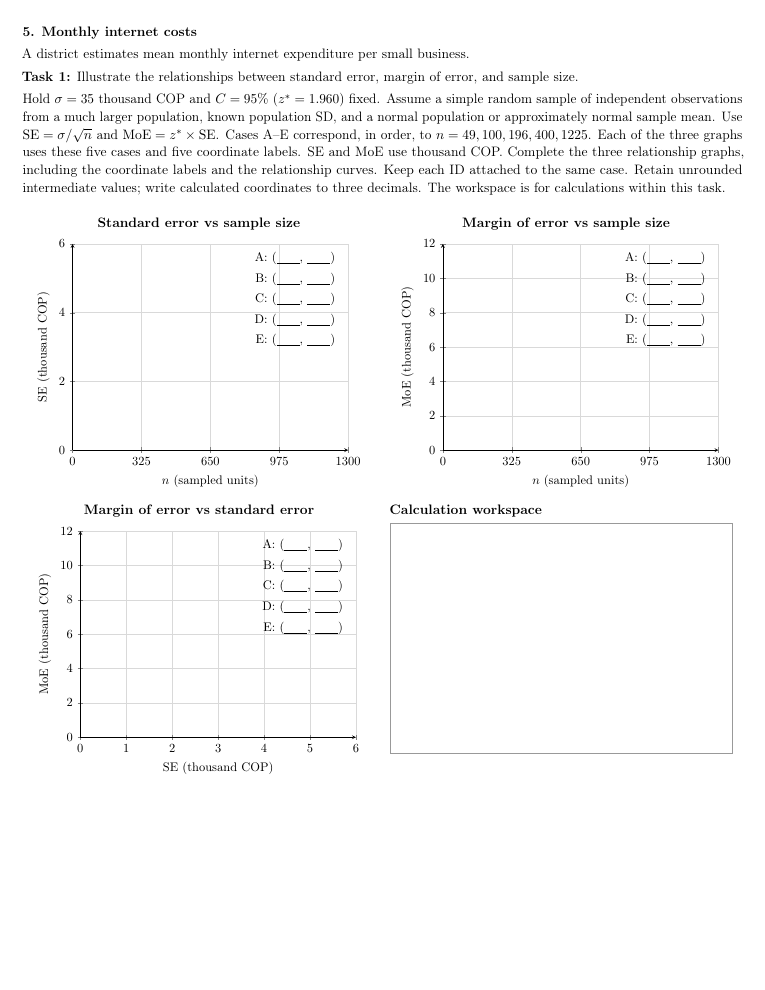 5. Monthly internet costs
A district estimates mean monthly internet expenditure per small business.
Task 1: Illustrate the relationships between standard error, margin of error, and sample size.
Hold σ = 35 thousand COP and C = 95% (z* = 1.960) fixed. Assume a simple random sample of independent observations
from a much larger population, known population SD, and a normal population or approximately normal sample mean. Use
SE = σ/√n and MoE = z* × SE. Cases A–E correspond, in order, to n = 49, 100, 196, 400, 1225. Each of the three graphs
uses these five cases and five coordinate labels. SE and MoE use thousand COP. Complete the three relationship graphs,
including the coordinate labels and the relationship curves. Keep each ID attached to the same case. Retain unrounded
intermediate values; write calculated coordinates to three decimals. The workspace is for calculations within this task.
Standard error vs sample size
6
4
2
0
SE (thousand COP)
A: (___, ___)
B: (___, ___)
C: (___, ___)
D: (___, ___)
E: (___, ___)
0 325 650 975 1300
n (sampled units)
Margin of error vs sample size
12
10
8
6
4
2
0
MoE (thousand COP)
A: (___, ___)
B: (___, ___)
C: (___, ___)
D: (___, ___)
E: (___, ___)
0 325 650 975 1300
n (sampled units)
Margin of error vs standard error
12
10
8
6
4
2
0
MoE (thousand COP)
A: (___, ___)
B: (___, ___)
C: (___, ___)
D: (___, ___)
E: (___, ___)
0 1 2 3 4 5 6
SE (thousand COP)
Calculation workspace